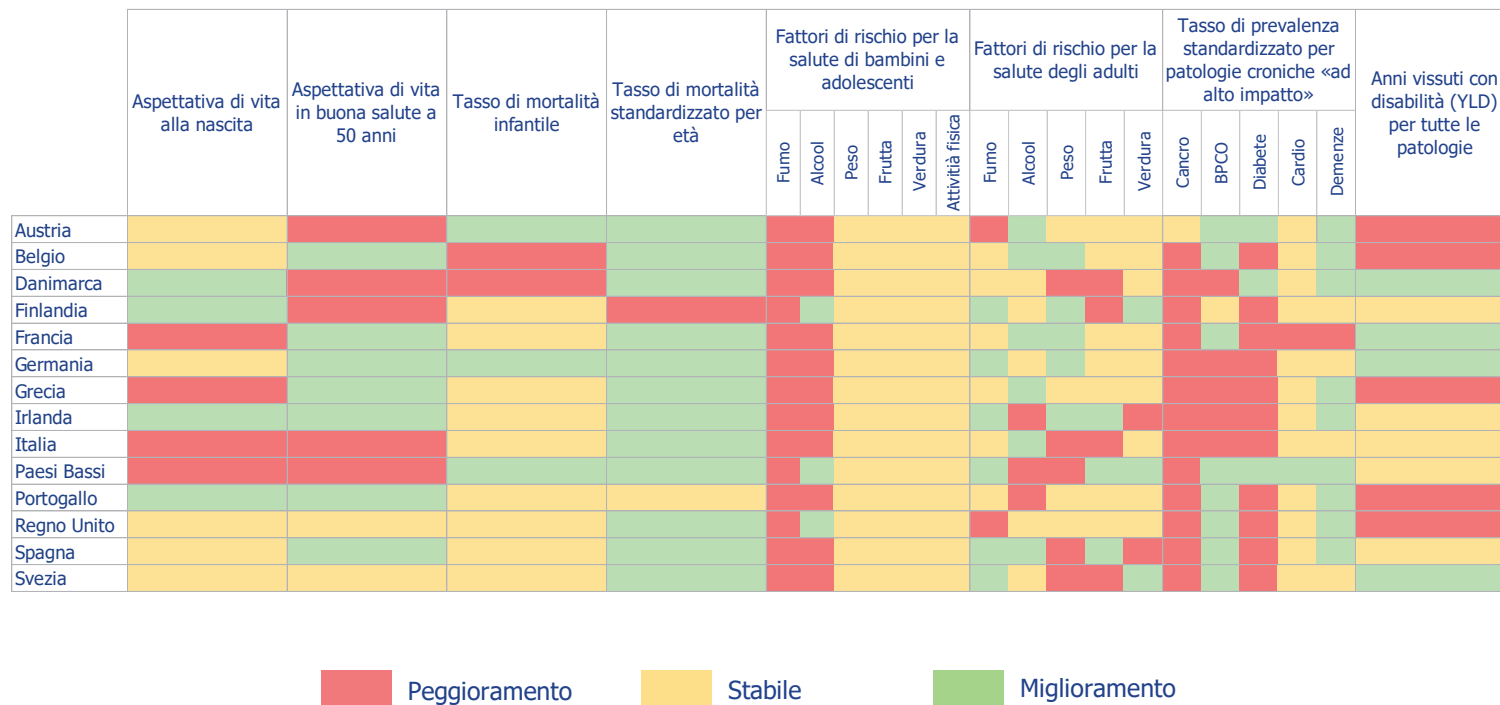 Aspettativa di vita
alla nascita
Aspettativa di vita
in buona salute a
50 anni
Tasso di mortalità
infantile
Tasso di mortalità
standardizzato per
età
Fattori di rischio per la
salute di bambini e
adolescenti
Fumo
Alcool
Peso
Frutta
Verdura
Attivitià fisica
Fattori di rischio per la
salute degli adulti
Fumo
Alcool
Peso
Frutta
Verdura
Tasso di prevalenza
standardizzato per
patologie croniche «ad
alto impatto»
Cancro
BPCO
Diabete
Cardio
Demenze
Anni vissuti con
disabilità (YLD)
per tutte le
patologie
Austria
Belgio
Danimarca
Finlandia
Francia
Germania
Grecia
Irlanda
Italia
Paesi Bassi
Portogallo
Regno Unito
Spagna
Svezia
Peggioramento
Stabile
Miglioramento